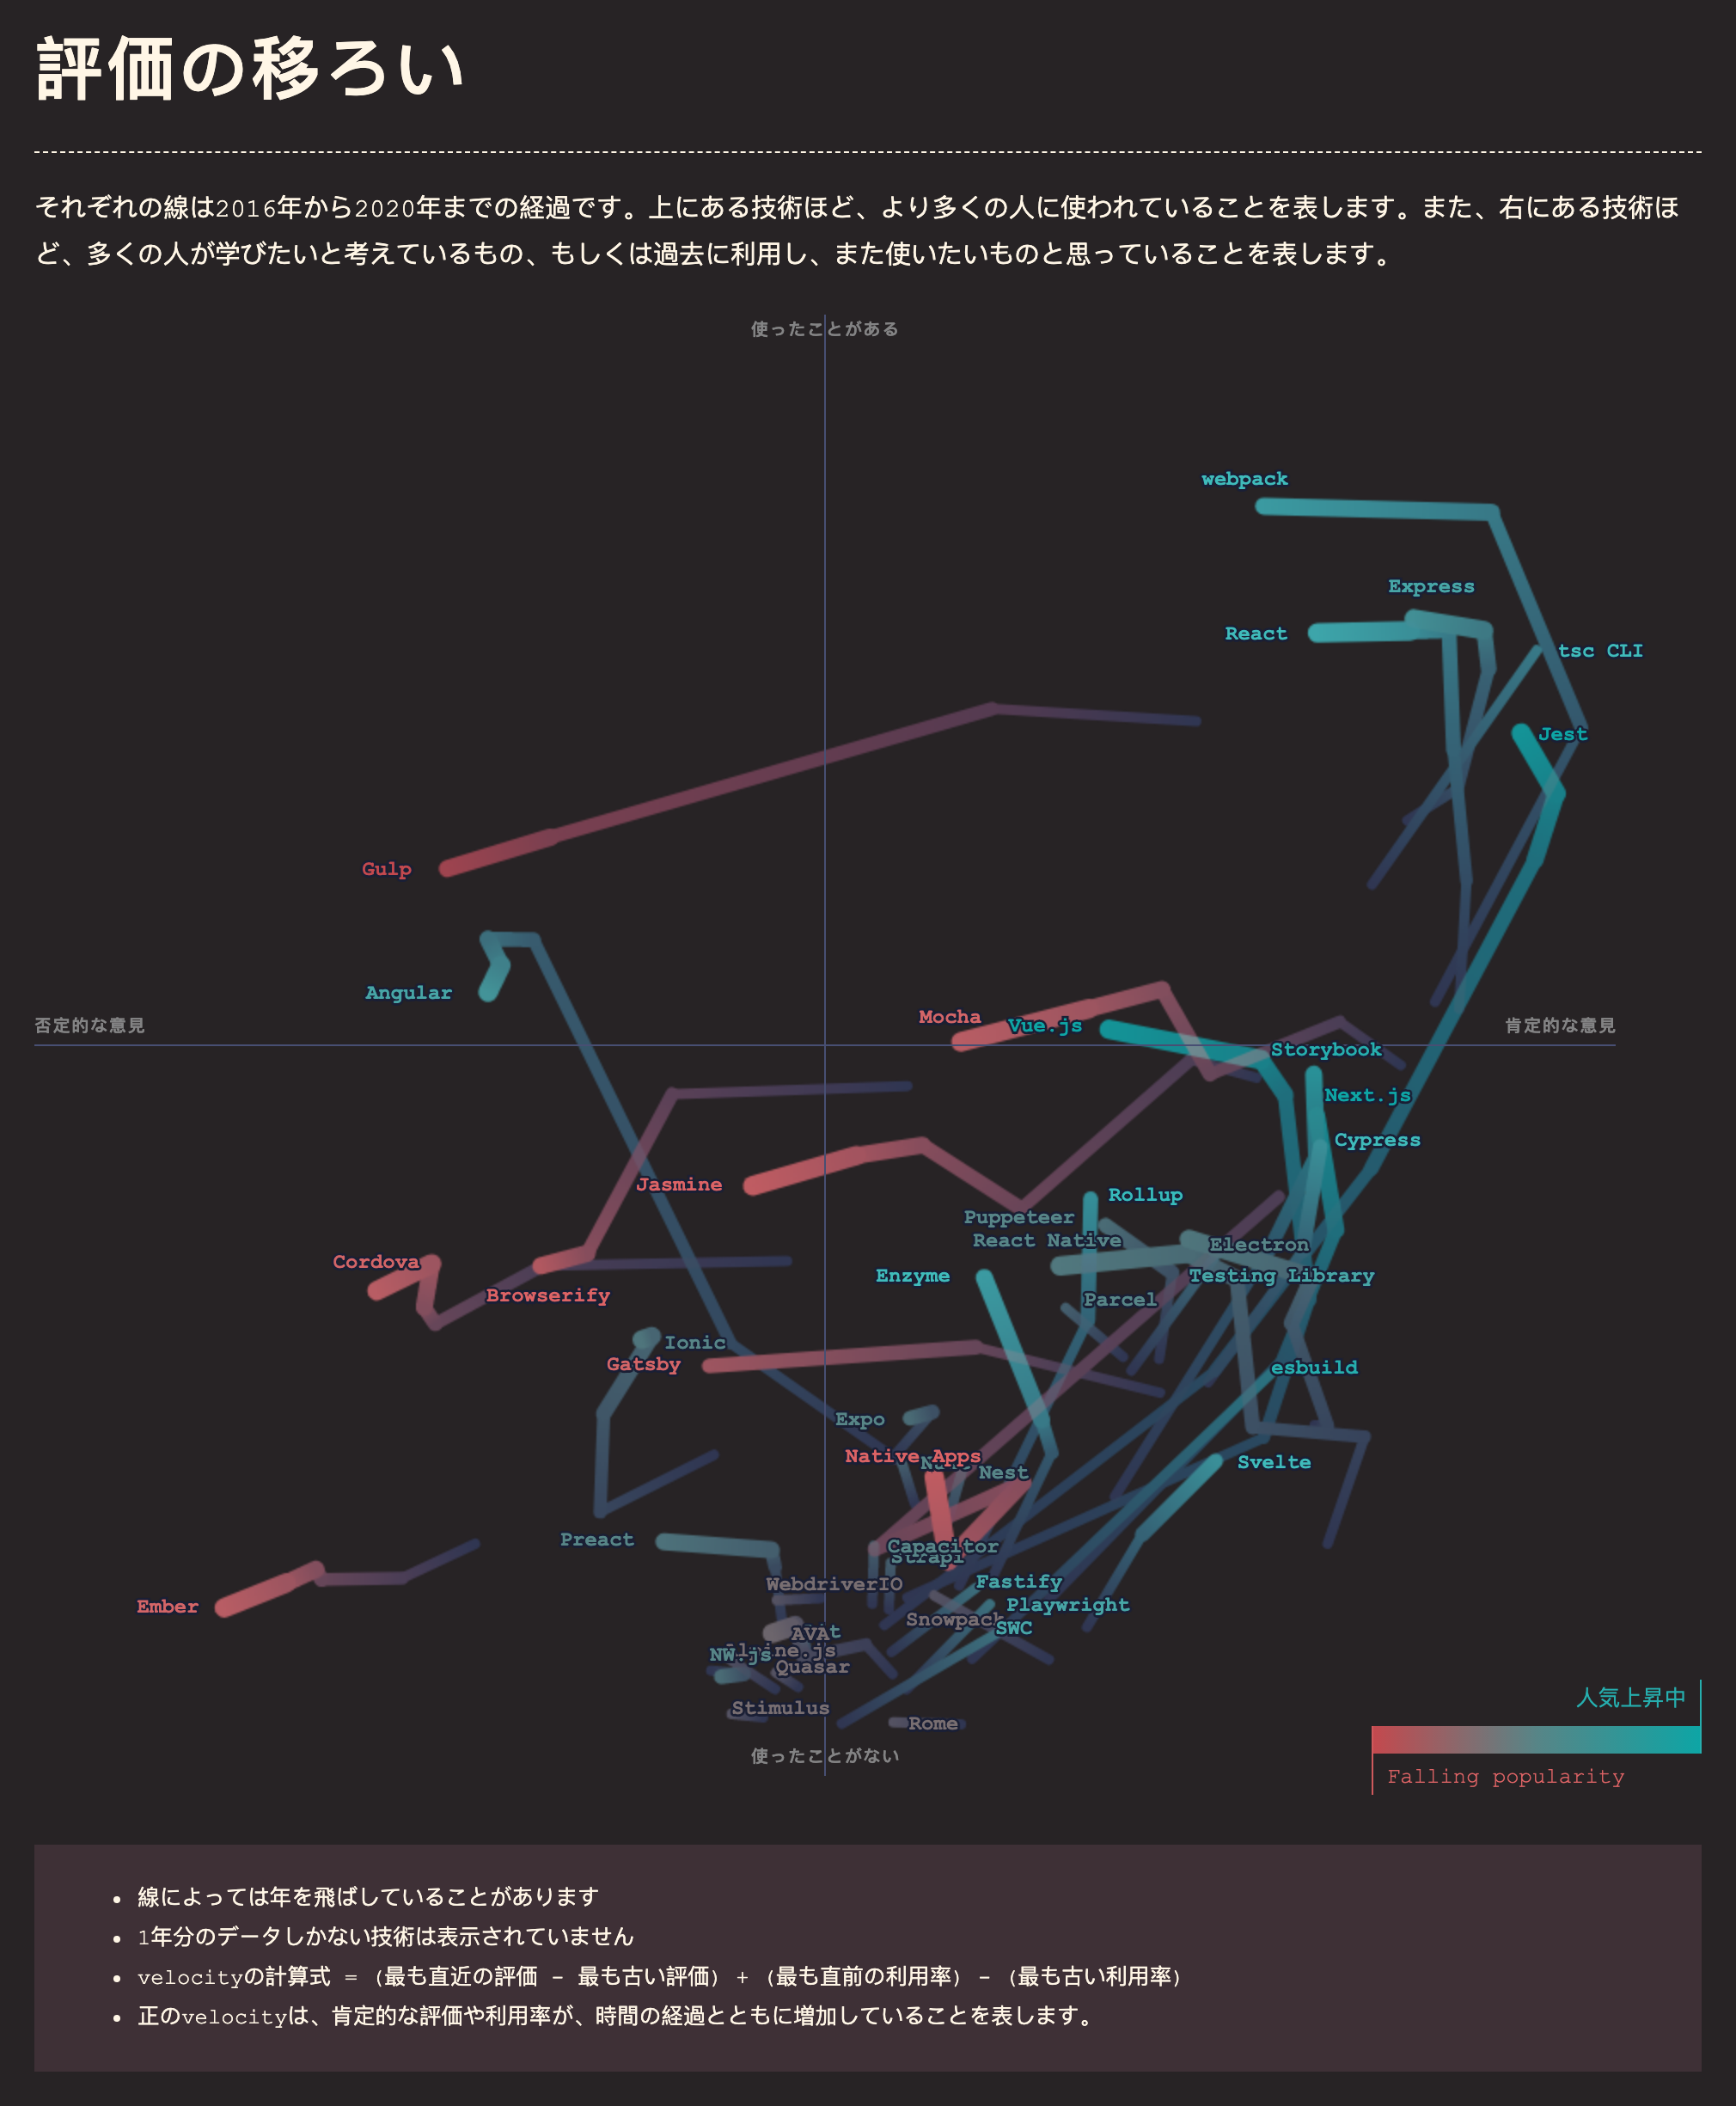 評価の移ろい
それぞれの線は2016年から2020年までの経過です。上にある技術ほど、より多くの人に使われていることを表します。また、右にある技術ほ
ど、多くの人が学びたいと考えているもの、もしくは過去に利用し、また使いたいものと思っていることを表します。
使ったことがある
webpack
Express
React
tsc CLI
Jest
Gulp
Angular
否定的な意見
肯定的な意見
Mocha
Vue.js
Storybook
Next.js
Cypress
Jasmine
Rollup
Puppeteer
React Native
Electron
Cordova
Enzyme
Testing Library
Browserify
Parcel
Ionic
Gatsby
esbuild
Expo
Native Apps
Svelte
Nest
Preact
Capacitor
Strapi
WebdriverIO
Fastify
Ember
Playwright
Snowpack
SWC
AVA
NW.js
Quasar
Stimulus
Rome
使ったことがない
人気上昇中
Falling popularity
• 線によっては年を飛ばしていることがあります
• 1年分のデータしかない技術は表示されていません
• velocityの計算式 = (最も直近の評価 - 最も古い評価) + (最も直前の利用率) - (最も古い利用率)
• 正のvelocityは、肯定的な評価や利用率が、時間の経過とともに増加していることを表します。